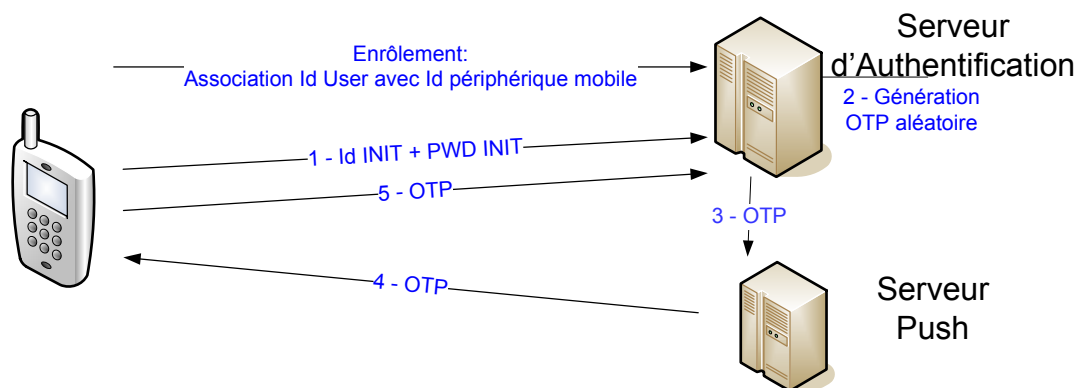 Enrôlement:
Association Id User avec Id périphérique mobile
Serveur
d'Authentification
2 - Génération
OTP aléatoire
1 - Id INIT + PWD INIT
5 - OTP
3 - OTP
4 - OTP
Serveur
Push